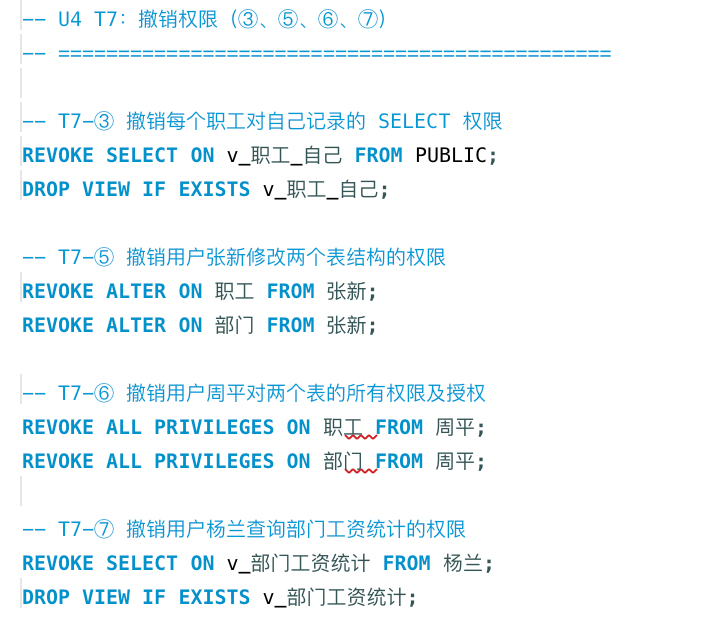 -- U4 T7: 撤销权限（③、⑤、⑥、⑦）
-- ==============================================
-- T7-③ 撤销每个职工对自己记录的 SELECT 权限
REVOKE SELECT ON v_职工_自己 FROM PUBLIC;
DROP VIEW IF EXISTS v_职工_自己;
-- T7-⑤ 撤销用户张新修改两个表结构的权限
REVOKE ALTER ON 职工 FROM 张新;
REVOKE ALTER ON 部门 FROM 张新;
-- T7-⑥ 撤销用户周平对两个表的所有权限及授权
REVOKE ALL PRIVILEGES ON 职工 FROM 周平;
REVOKE ALL PRIVILEGES ON 部门 FROM 周平;
-- T7-⑦ 撤销用户杨兰查询部门工资统计的权限
REVOKE SELECT ON v_部门工资统计 FROM 杨兰;
DROP VIEW IF EXISTS v_部门工资统计;